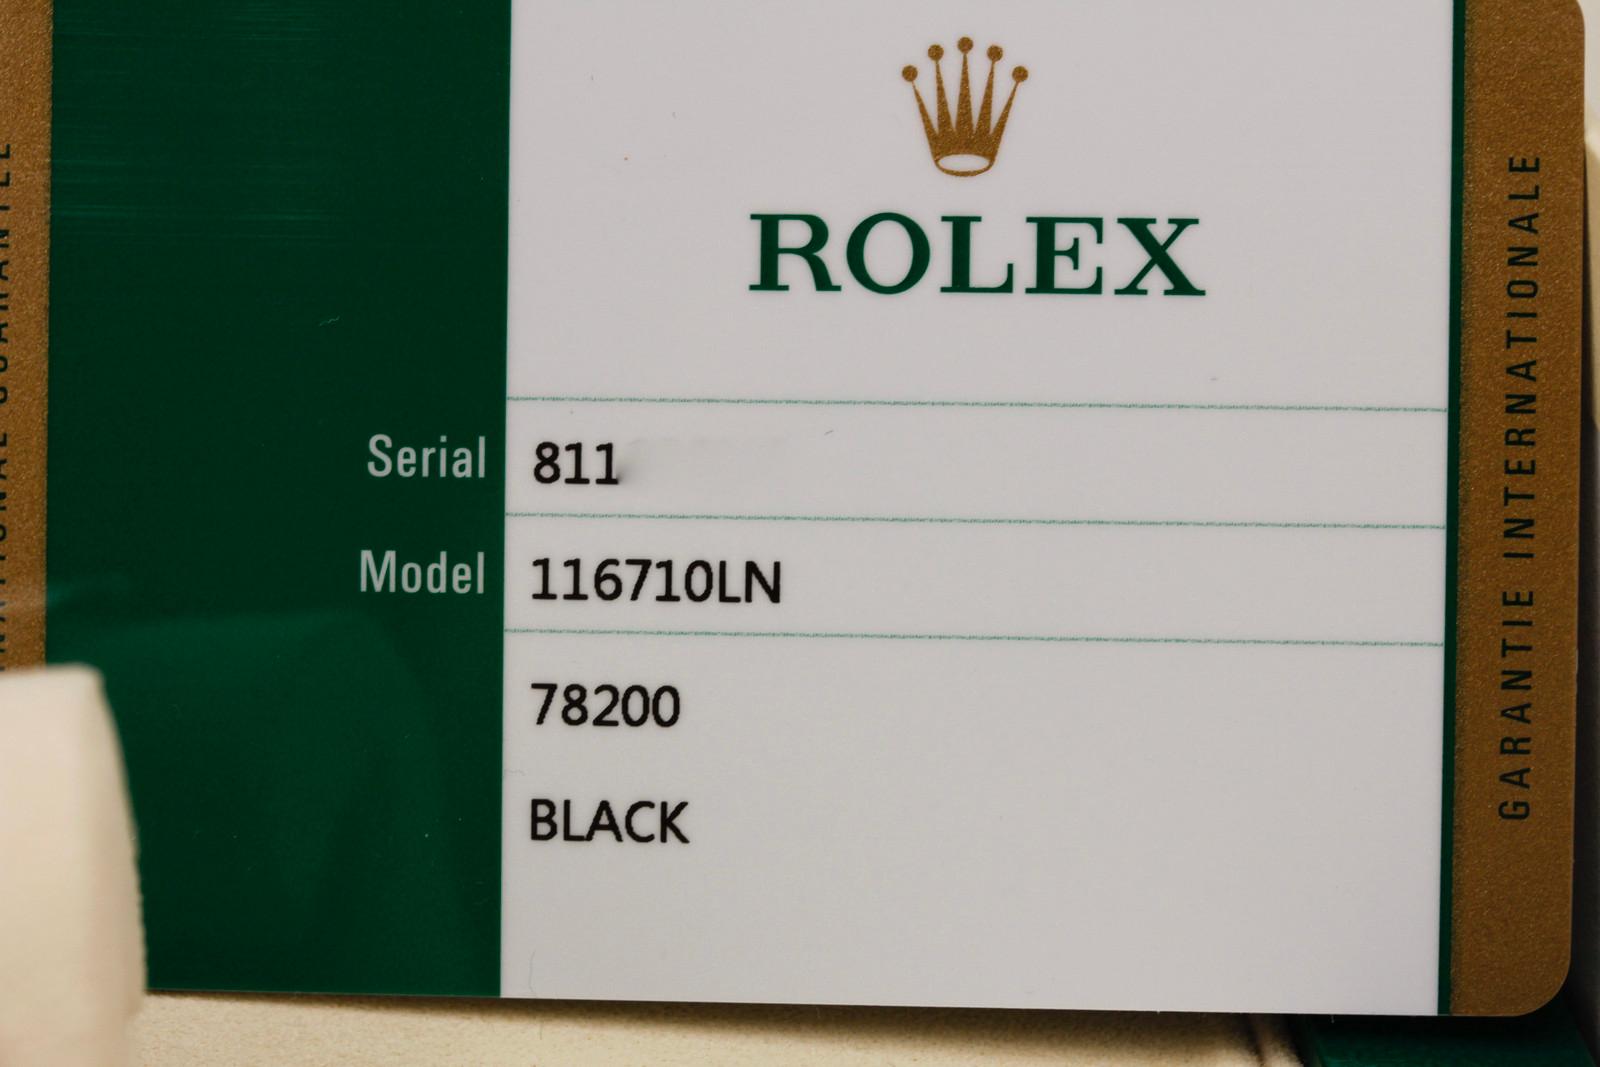 ROLEX
Serial 811
Model 116710LN
78200
BLACK
GARANTIE INTERNATIONALE